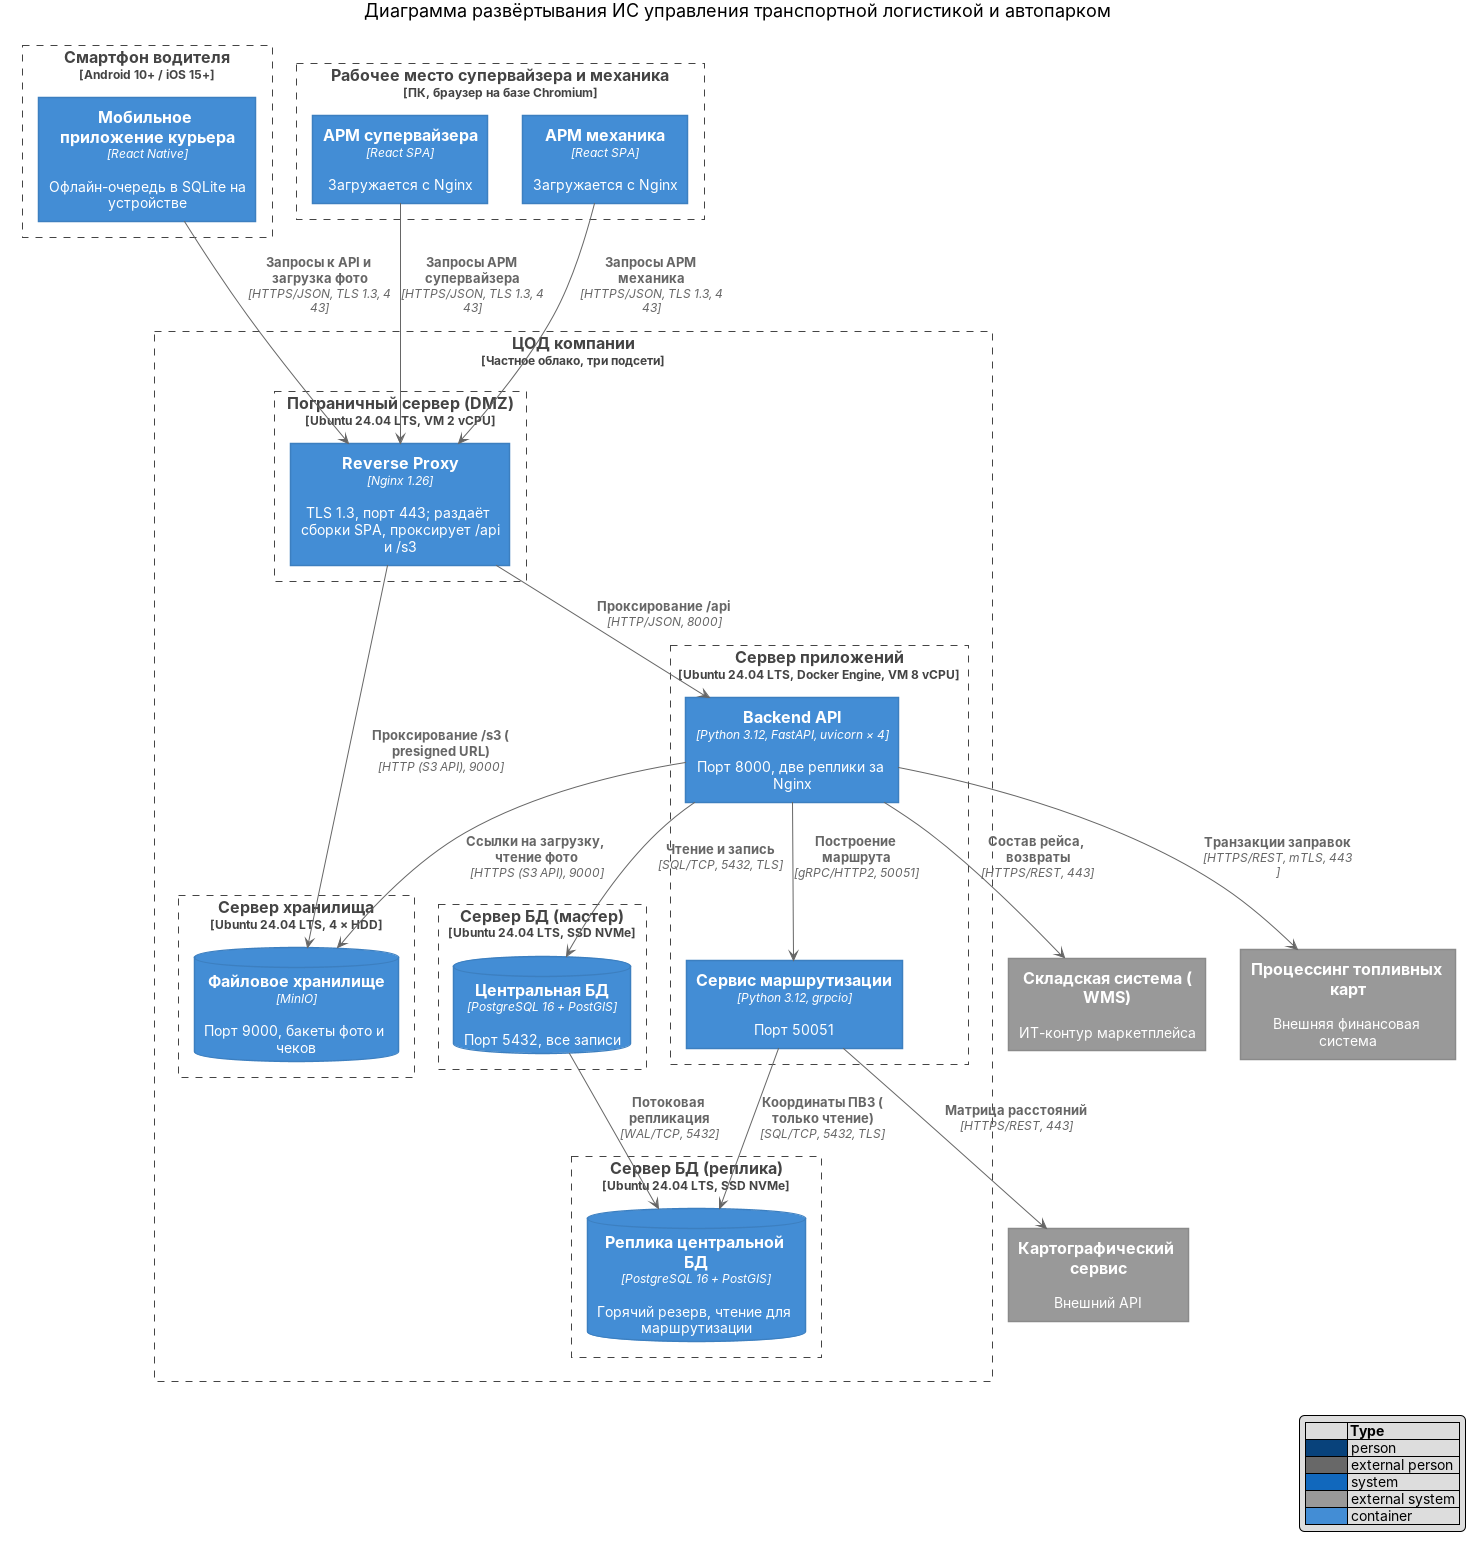 Диаграмма развёртывания ИС управления транспортной логистикой и автопарком
Смартфон водителя
[Android 10+ / iOS 15+]
Мобильное
приложение курьера
[React Native]
Офлайн-очередь в SQLite на
устройстве
Рабочее место супервайзера и механика
[ПК, браузер на базе Chromium]
АРМ супервайзера
[React SPA]
Загружается с Nginx
АРМ механика
[React SPA]
Загружается с Nginx
Запросы к API и
загрузка фото
[HTTPS/JSON, TLS 1.3, 4
43]
Запросы АРМ
супервайзера
[HTTPS/JSON, TLS 1.3, 4
43]
Запросы АРМ
механика
[HTTPS/JSON, TLS 1.3, 4
43]
ЦОД компании
[Частное облако, три подсети]
Пограничный сервер (DMZ)
[Ubuntu 24.04 LTS, VM 2 vCPU]
Reverse Proxy
[Nginx 1.26]
TLS 1.3, порт 443; раздаёт
сборки SPA, проксирует /api
и /s3
Проксирование /api
[HTTP/JSON, 8000]
Сервер приложений
[Ubuntu 24.04 LTS, Docker Engine, VM 8 vCPU]
Backend API
[Python 3.12, FastAPI, uvicorn × 4]
Порт 8000, две реплики за
Nginx
Проксирование /s3 (
presigned URL)
[HTTP (S3 API), 9000]
Ссылки на загрузку,
чтение фото
[HTTPS (S3 API), 9000]
Чтение и запись
[SQL/TCP, 5432, TLS]
Построение
маршрута
[gRPC/HTTP2, 50051]
Состав рейса,
возвраты
[HTTPS/REST, 443]
Транзакции заправок
[HTTPS/REST, mTLS, 443
]
Сервер хранилища
[Ubuntu 24.04 LTS, 4 × HDD]
Файловое хранилище
[MinIO]
Порт 9000, бакеты фото и
чеков
Сервер БД (мастер)
[Ubuntu 24.04 LTS, SSD NVMe]
Центральная БД
[PostgreSQL 16 + PostGIS]
Порт 5432, все записи
Сервис маршрутизации
[Python 3.12, grpcio]
Порт 50051
Складская система (
WMS)
ИТ-контур маркетплейса
Процессинг топливных
карт
Внешняя финансовая
система
Потоковая
репликация
[WAL/TCP, 5432]
Координаты ПВЗ (
только чтение)
[SQL/TCP, 5432, TLS]
Матрица расстояний
[HTTPS/REST, 443]
Сервер БД (реплика)
[Ubuntu 24.04 LTS, SSD NVMe]
Реплика центральной
БД
[PostgreSQL 16 + PostGIS]
Горячий резерв, чтение для
маршрутизации
Картографический
сервис
Внешний API
Type
person
external person
system
external system
container